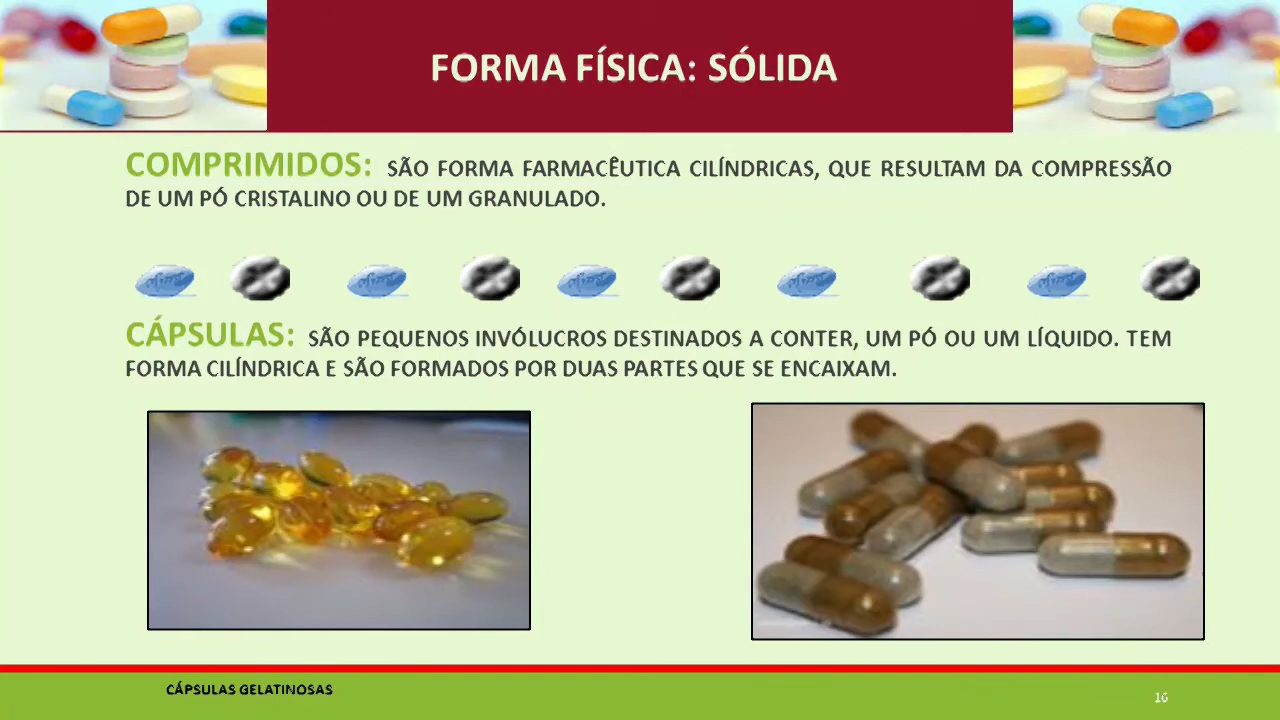 FORMA FÍSICA: SÓLIDA
COMPRIMIDOS: SÃO FORMA FARMACÊUTICA CILÍNDRICAS, QUE RESULTAM DA COMPRESSÃO
DE UM PÓ CRISTALINO OU DE UM GRANULADO.
CÁPSULAS: SÃO PEQUENOS INVÓLUCROS DESTINADOS A CONTER, UM PÓ OU UM LÍQUIDO. TEM
FORMA CILÍNDRICA E SÃO FORMADOS POR DUAS PARTES QUE SE ENCAIXAM.
CÁPSULAS GELATINOSAS
16